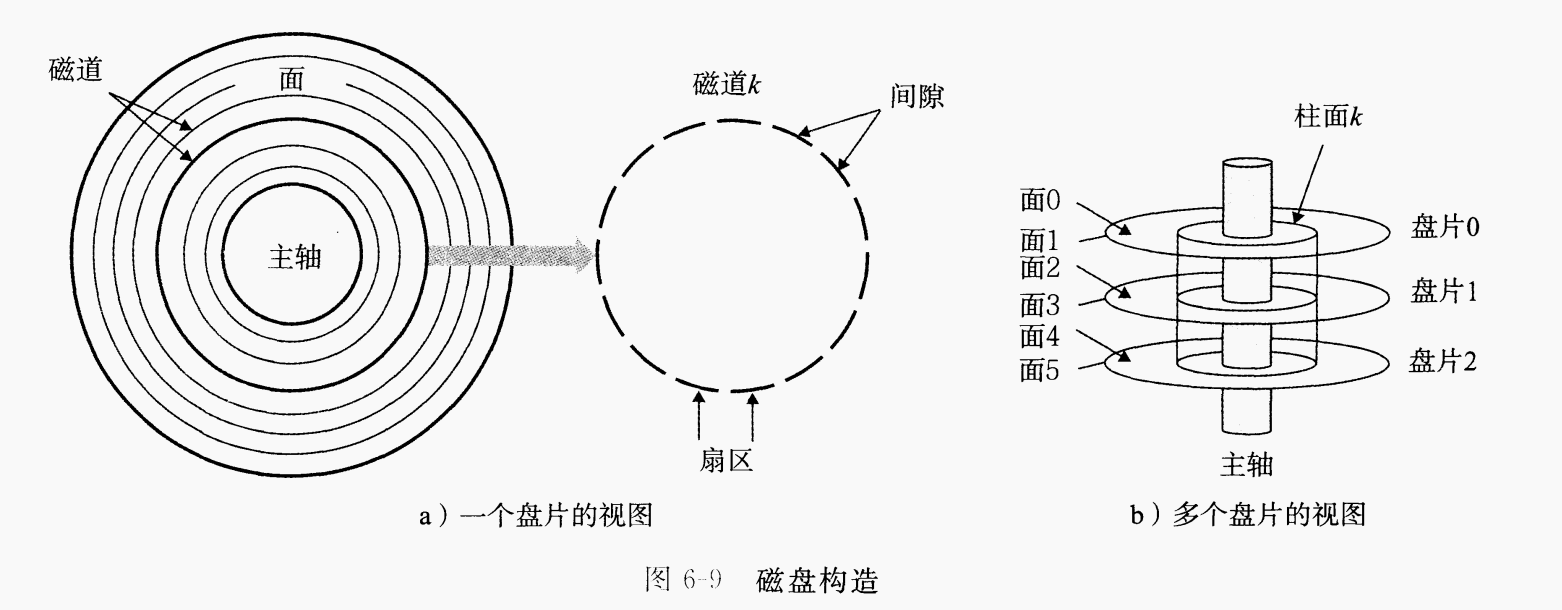 磁道
面
主轴
磁道k
间隙
扇区
a）一个盘片的视图
柱面k
面0
面1
面2
面3
面4
面5
盘片0
盘片1
盘片2
主轴
b）多个盘片的视图
图 6-9 磁盘构造